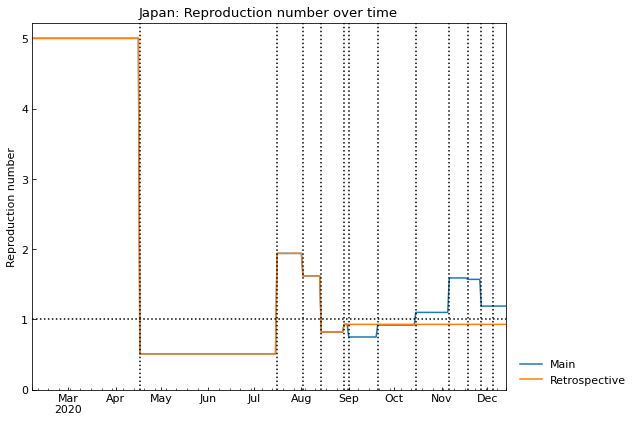 Japan: Reproduction number over time
Reproduction number
5
4
3
2
1
0
Mar Apr May Jun Jul Aug Sep Oct Nov Dec
2020
Main
Retrospective